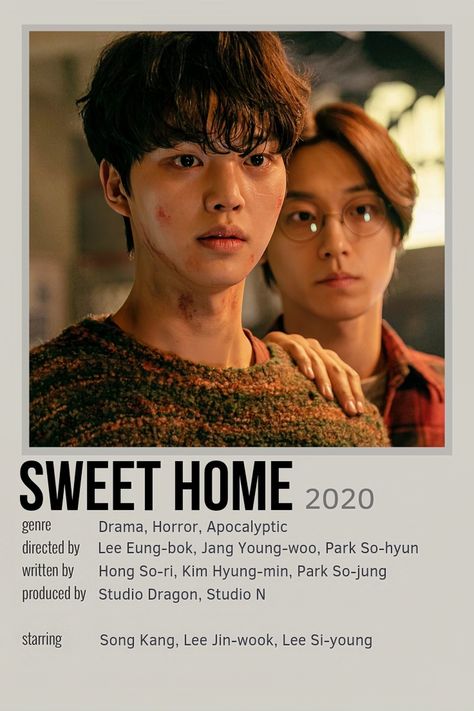 SWEET HOME 2020
genre Drama, Horror, Apocalyptic
directed by Lee Eung-bok, Jang Young-woo, Park So-hyun
written by Hong So-ri, Kim Hyung-min, Park So-jung
produced by Studio Dragon, Studio N
starring Song Kang, Lee Jin-wook, Lee Si-young